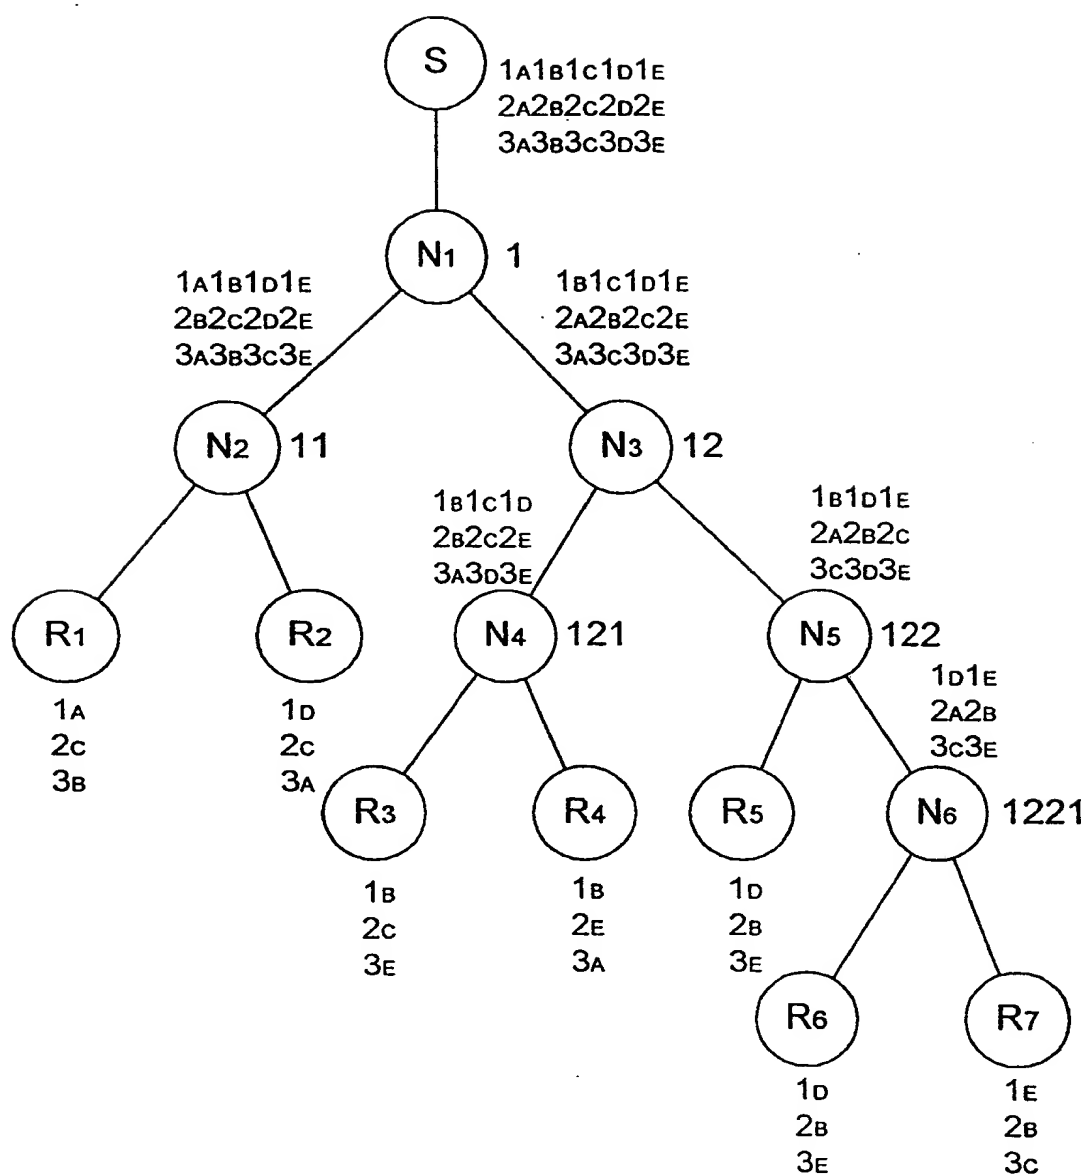 S
1A1B1C1D1E
2A2B2C2D2E
3A3B3C3D3E
N1 1
1A1B1D1E
2B2C2D2E
3A3B3C3E
1B1C1D1E
2A2B2C2E
3A3C3D3E
N2 11
N3 12
1B1C1D
2B2C2E
3A3D3E
1B1D1E
2A2B2C
3C3D3E
R1
R2
N4 121
N5 122
1A
2C
3B
1D
2C
3A
1D1E
2A2B
3C3E
R3
R4
R5
N6 1221
1B
2C
3E
1B
2E
3A
1D
2B
3E
R6
R7
1D
2B
3E
1E
2B
3C